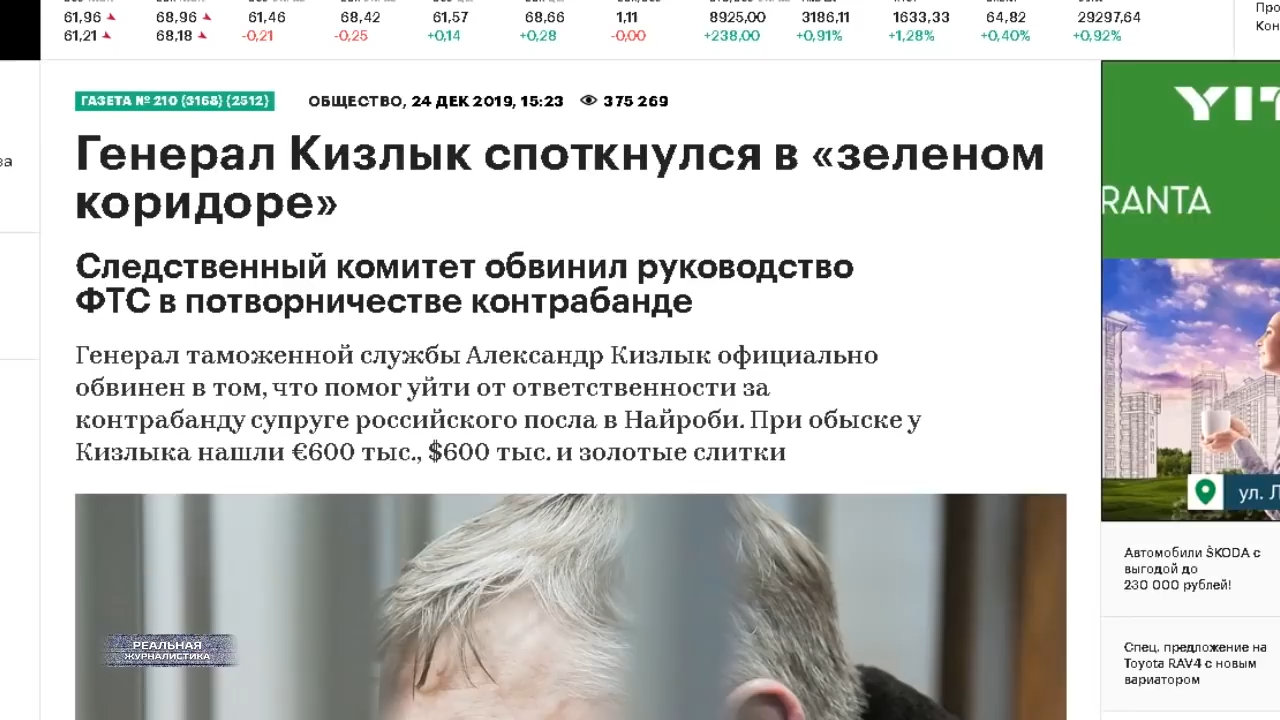 61,96 68,96 61,46 68,42 61,57 68,66 1,11 8925,00 3186,11 1633,33 64,82 29297,64
61,21 68,18 -0,21 -0,25 +0,14 +0,28 -0,00 +238,00 +0,91% +1,28% +0,40% +0,92%
ГАЗЕТА № 210 (3168) (2512) ОБЩЕСТВО, 24 ДЕК 2019, 15:23 375 269
Генерал Кизлык споткнулся в «зеленом
коридоре»
Следственный комитет обвинил руководство
ФТС в потворничестве контрабанде
Генерал таможенной службы Александр Кизлык официально
обвинен в том, что помог уйти от ответственности за
контрабанду супруге российского посла в Найроби. При обыске у
Кизлыка нашли €600 тыс., $600 тыс. и золотые слитки
РЕАЛЬНАЯ
ЖУРНАЛИСТИКА
YIT
RANTA
ул. Л
Автомобили ŠKODA с
выгодой до
230 000 рублей!
Спец. предложение на
Toyota RAV4 с новым
вариатором